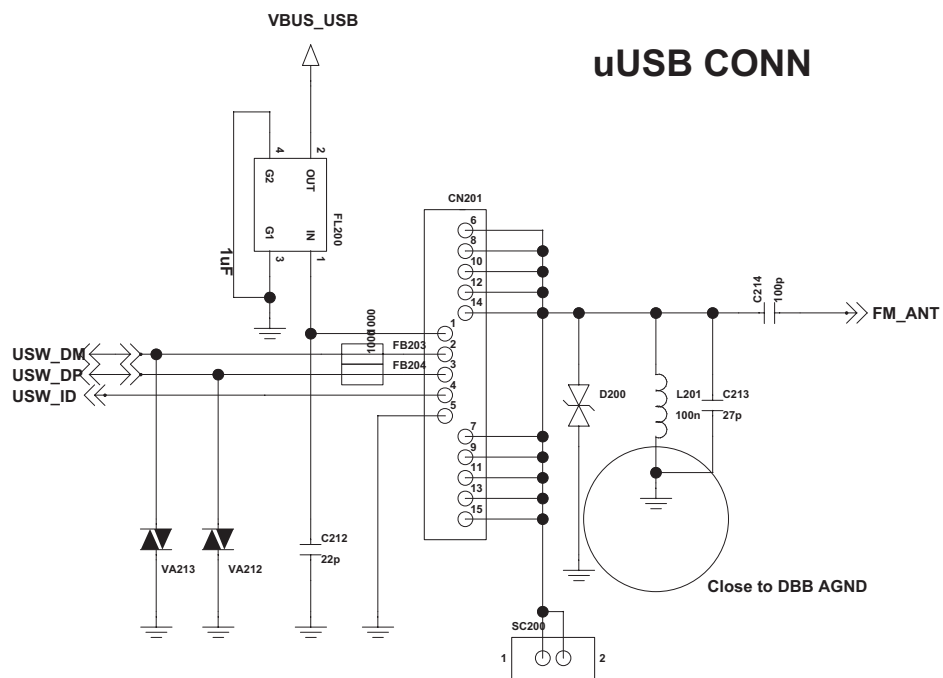 VBUS_USB
uUSB CONN
4
2
G2
OUT
FL200
G1
IN
1uF
3
1
CN201
6
8
10
12
14
1
2
3
4
5
7
9
11
13
15
1000
1000
FB203
FB204
USW_DM
USW_DP
USW_ID
C214
100p
FM_ANT
D200
L201
100n
C213
27p
VA213
VA212
C212
22p
Close to DBB AGND
SC200
1
2